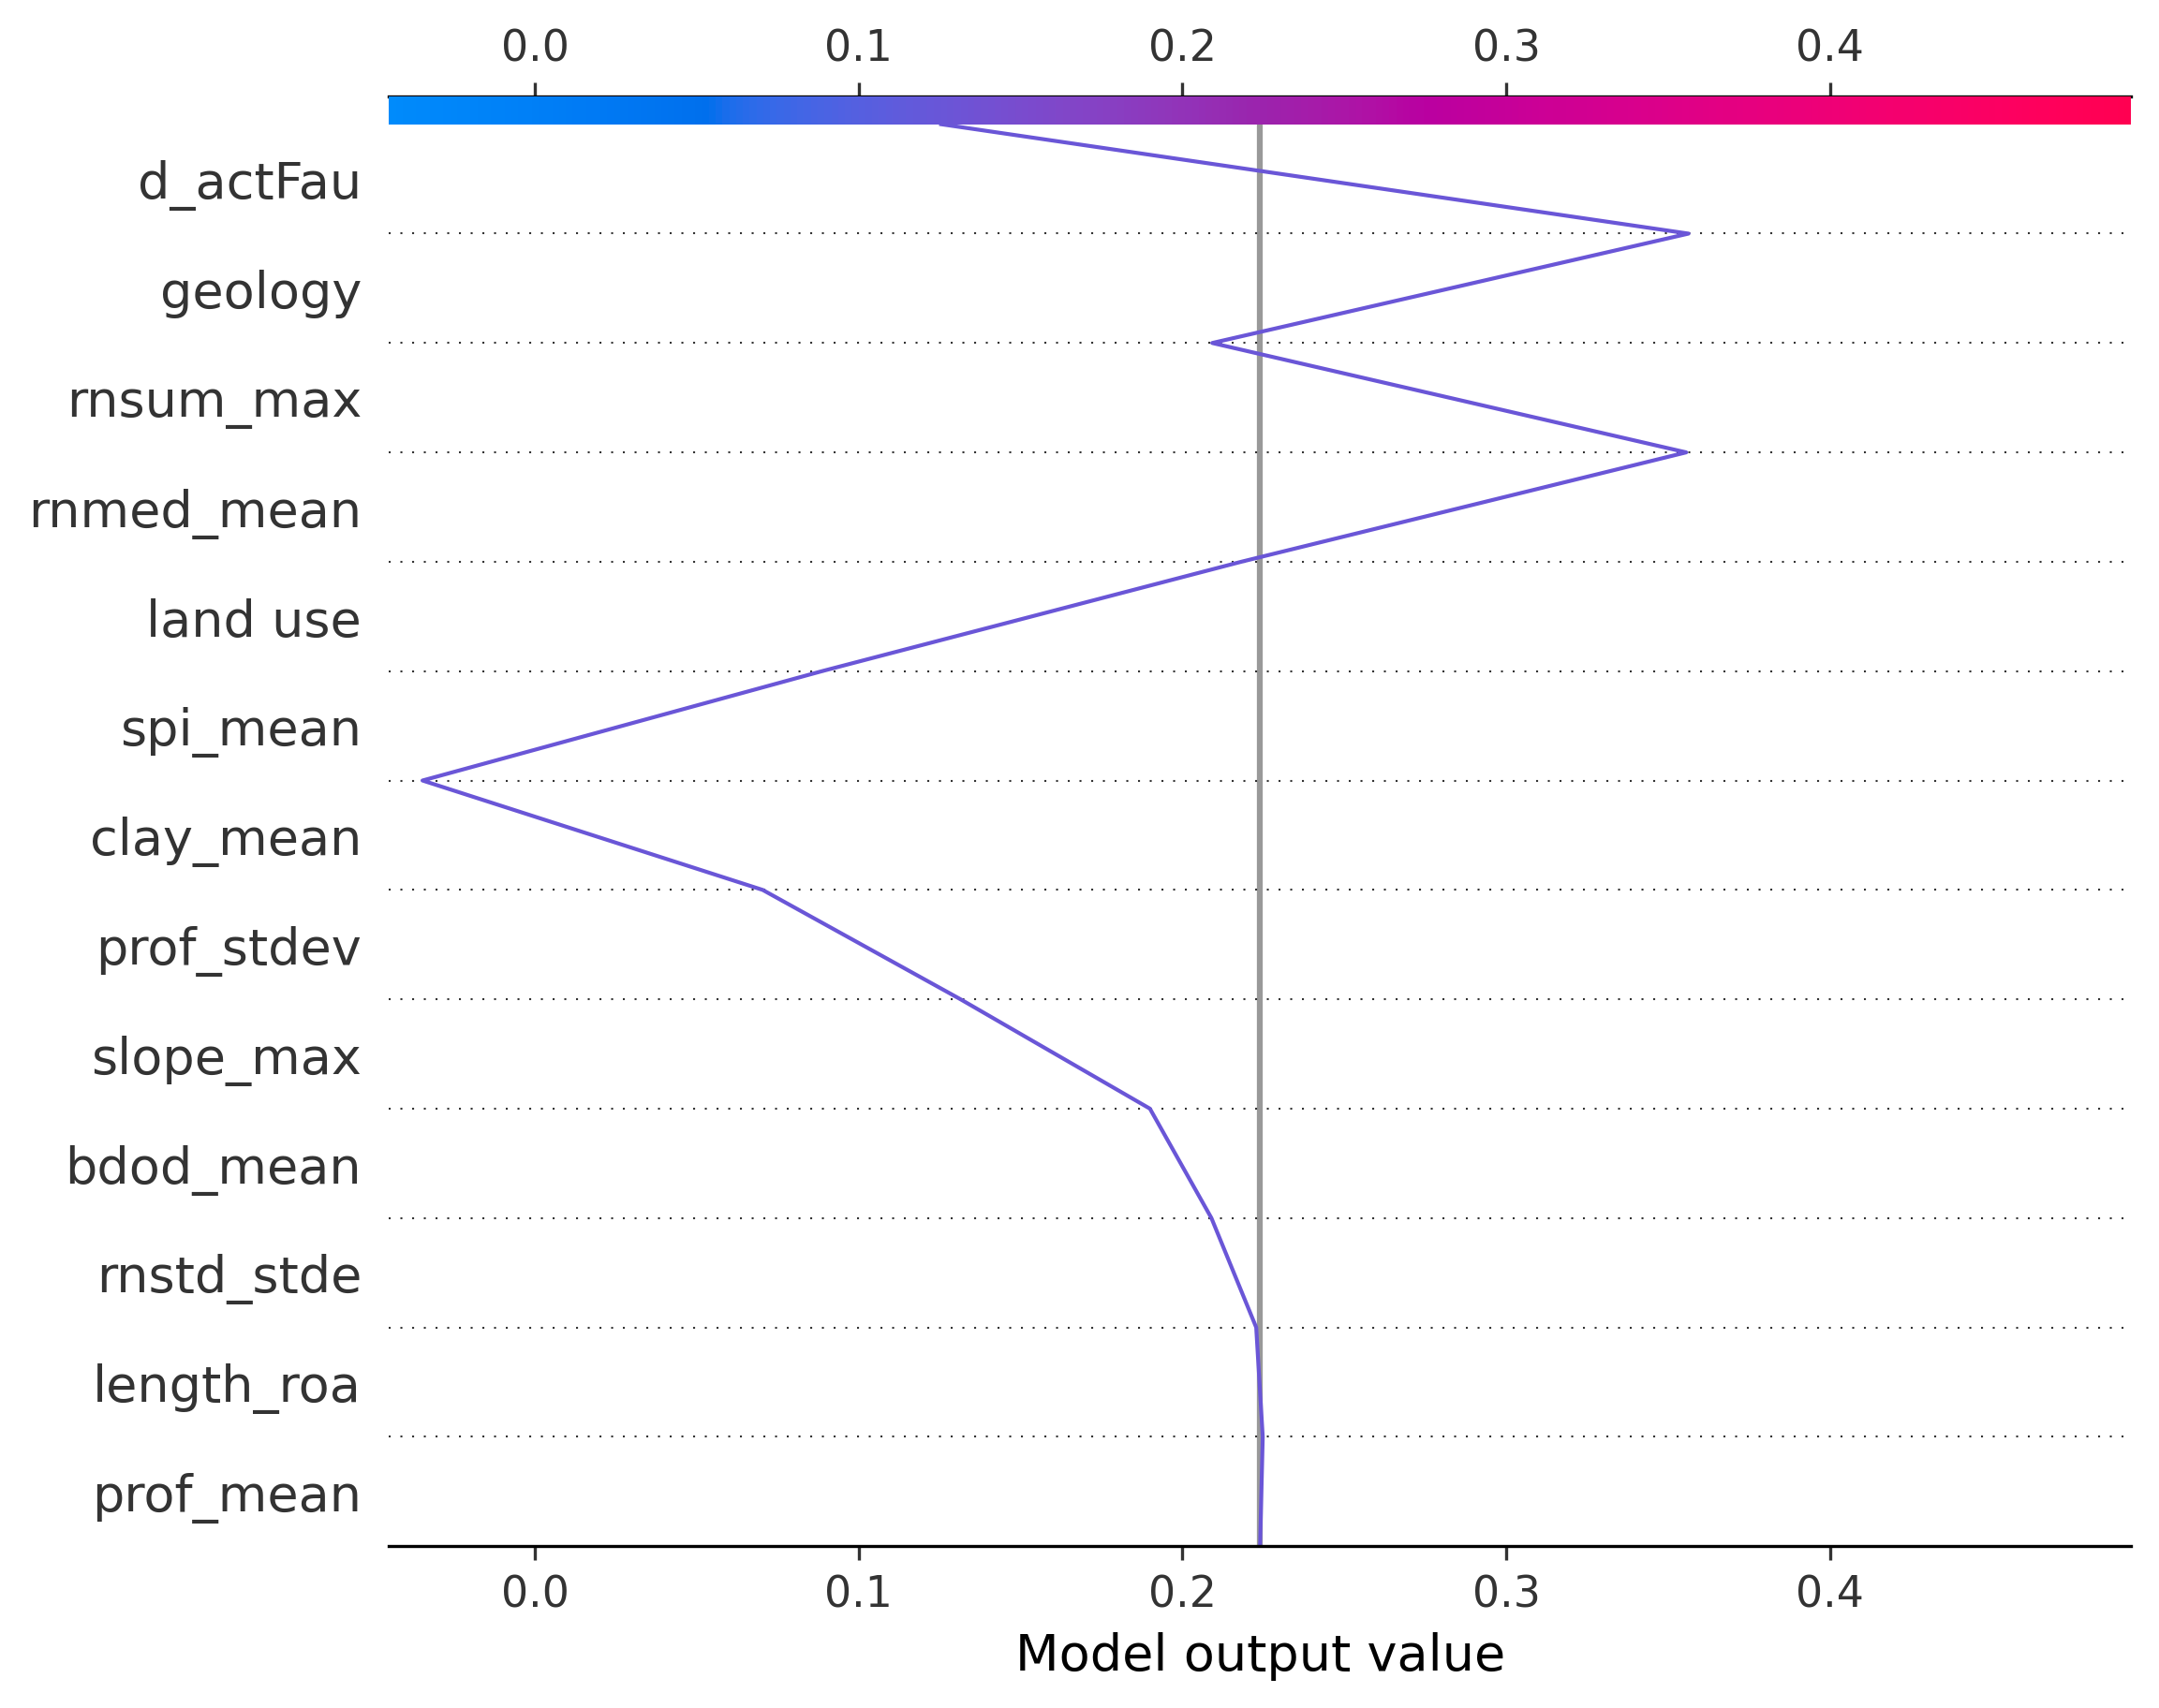 0.0 0.1 0.2 0.3 0.4
d_actFau
geology
rnsum_max
rnmed_mean
land use
spi_mean
clay_mean
prof_stdev
slope_max
bdod_mean
rnstd_stde
length_roa
prof_mean
0.0 0.1 0.2 0.3 0.4
Model output value